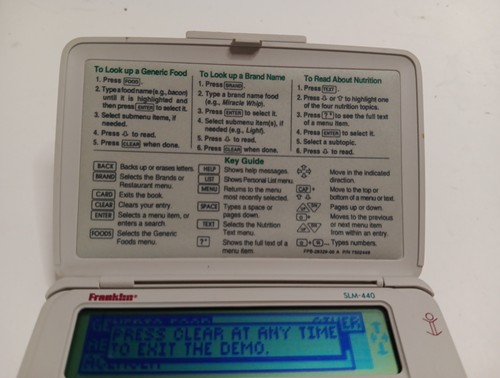 To Look up a Generic Food
1. Press FOOD.
2. Type a food name (e.g., bacon)
until it is highlighted and
then press ENTER to select it.
3. Select submenu items, if
needed.
4. Press ⇩ to read.
5. Press CLEAR when done.
To Look up a Brand Name
1. Press BRAND.
2. Type a brand name food
(e.g., Miracle Whip).
3. Press ENTER to select it.
4. Select submenu item(s), if
needed (e.g., Light).
5. Press ⇩ to read.
6. Press CLEAR when done.
To Read About Nutrition
1. Press TEXT.
2. Press ⇩ or ⇧ to highlight one
of the four nutrition topics.
3. Press ?* to see the full text
of a menu item.
4. Press ENTER to select it.
5. Select a subtopic.
6. Press ⇩ to read.
Key Guide
BACK Backs up or erases letters.
BRAND Selects the Brands or
Restaurant menu.
CARD Exits the book.
CLEAR Clears your entry.
ENTER Selects a menu item, or
enters a search
FOODS Selects the Generic
Foods menu.
HELP Shows help messages.
LIST Shows Personal List menu.
MENU Returns to the menu
most recently selected.
SPACE Types a space or
pages down.
TEXT Selects the Nutrition
Text menu.
?* Shows the full text of a
menu item.
Move in the indicated
direction.
CAP+ Move to the top or
bottom of a menu or text.
Pages up or down.
Moves to the previous
or next menu item
from within an entry.
Types numbers.
Franklin
SLM-440
PRESS CLEAR AT ANY TIME
TO EXIT THE DEMO.